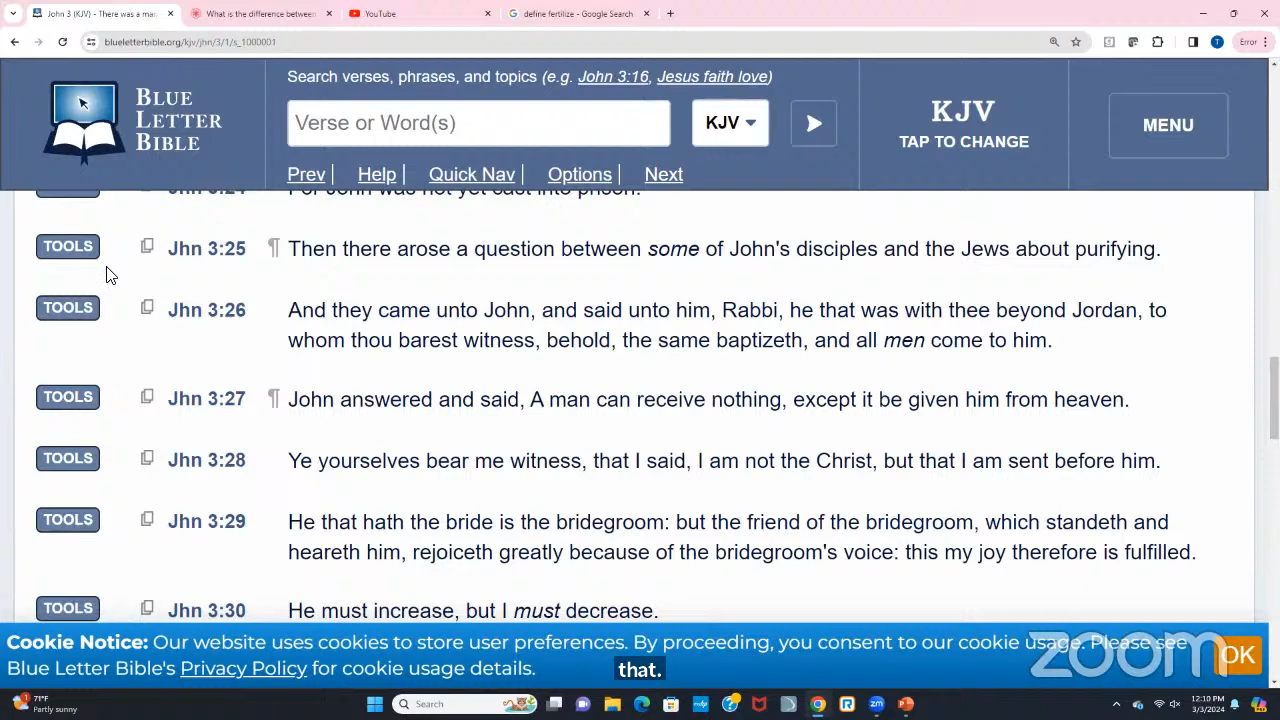 John 3 (KJV) - There was a ma
What is the difference between
YouTube
define fertilize - Google Search
blueletterbible.org/kjv/jhn/3/1/s_1000001
Error
BLUE
LETTER
BIBLE
Search verses, phrases, and topics (e.g. John 3:16, Jesus faith love)
Verse or Word(s)
KJV
KJV
TAP TO CHANGE
MENU
Prev | Help | Quick Nav | Options | Next
Jhn 3:24 For John was not yet cast into prison.
TOOLS Jhn 3:25 ¶ Then there arose a question between some of John's disciples and the Jews about purifying.
TOOLS Jhn 3:26 And they came unto John, and said unto him, Rabbi, he that was with thee beyond Jordan, to
whom thou barest witness, behold, the same baptizeth, and all men come to him.
TOOLS Jhn 3:27 ¶ John answered and said, A man can receive nothing, except it be given him from heaven.
TOOLS Jhn 3:28 Ye yourselves bear me witness, that I said, I am not the Christ, but that I am sent before him.
TOOLS Jhn 3:29 He that hath the bride is the bridegroom: but the friend of the bridegroom, which standeth and
heareth him, rejoiceth greatly because of the bridegroom's voice: this my joy therefore is fulfilled.
TOOLS Jhn 3:30 He must increase, but I must decrease.
Cookie Notice: Our website uses cookies to store user preferences. By proceeding, you consent to our cookie usage. Please see
Blue Letter Bible's Privacy Policy for cookie usage details.
OK
zoom
that.
71°F
Partly sunny
Search
12:10 PM
3/3/2024